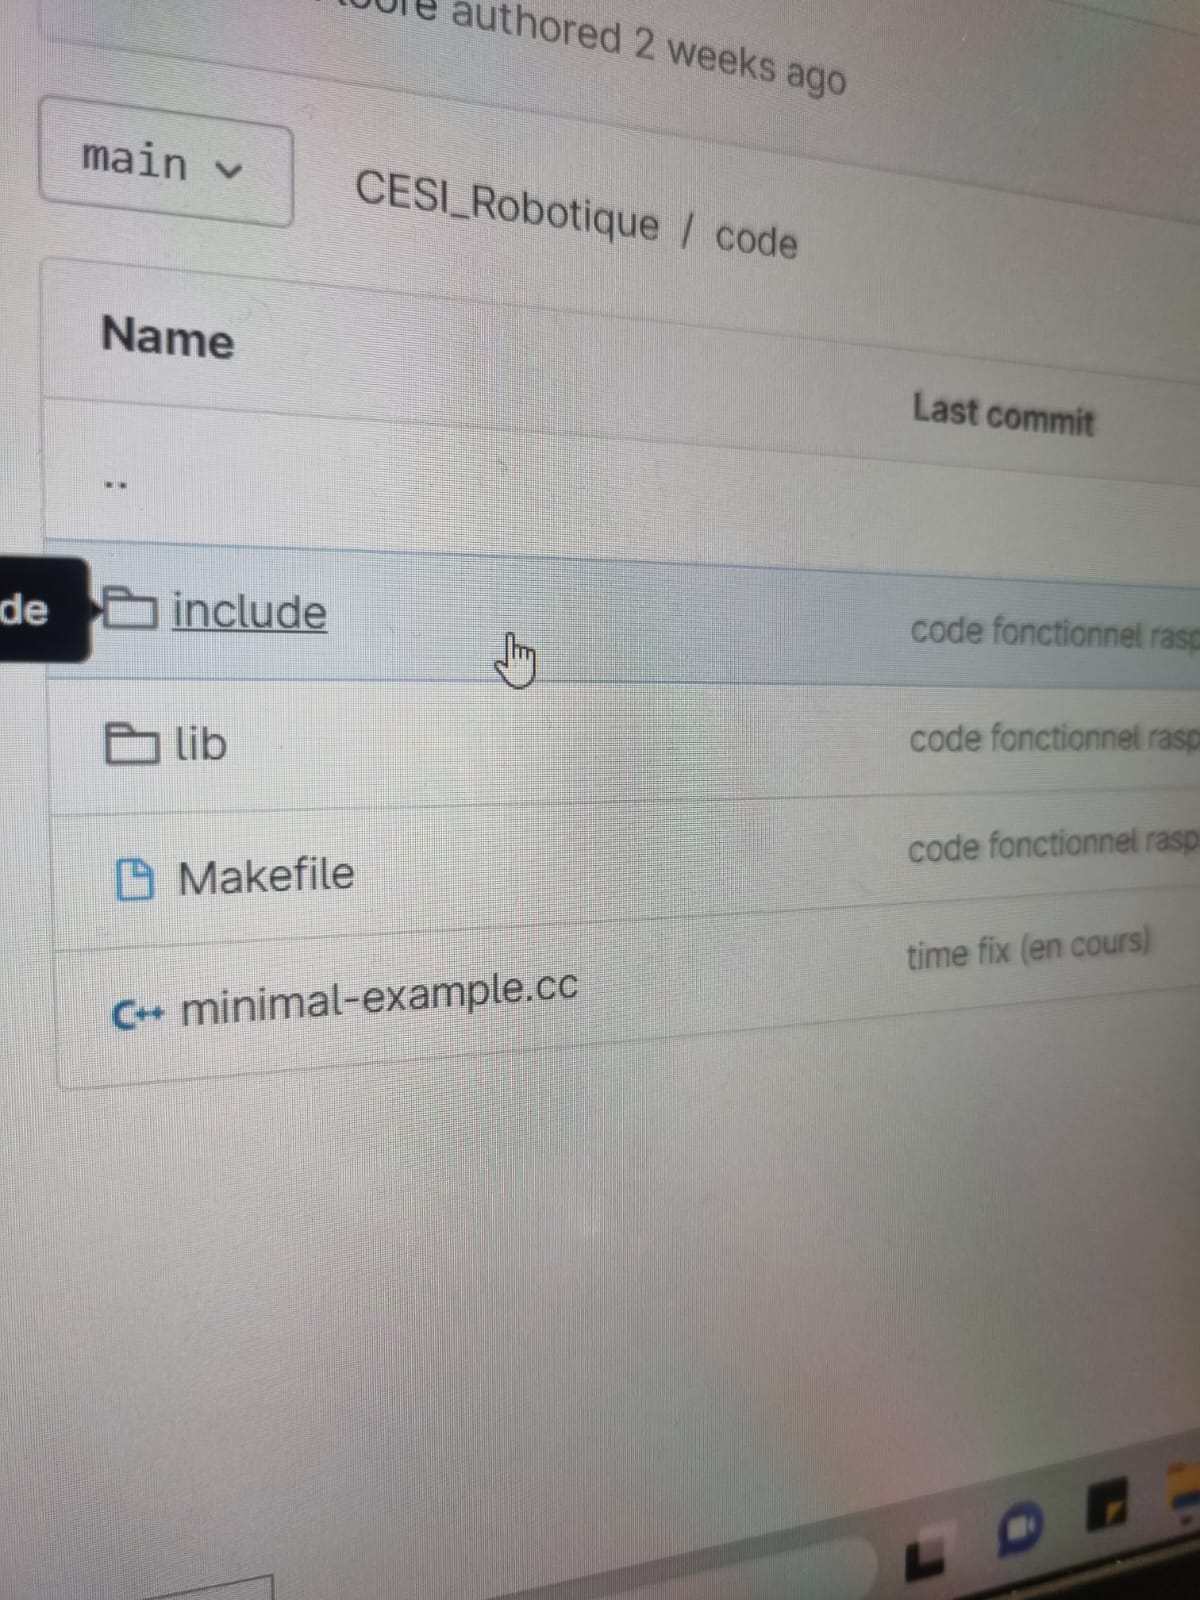 authored 2 weeks ago
main
CESI_Robotique / code
Name
Last commit
..
de
include
code fonctionnel rasp
lib
code fonctionnel rasp
Makefile
code fonctionnel rasp
C++ minimal-example.cc
time fix (en cours)